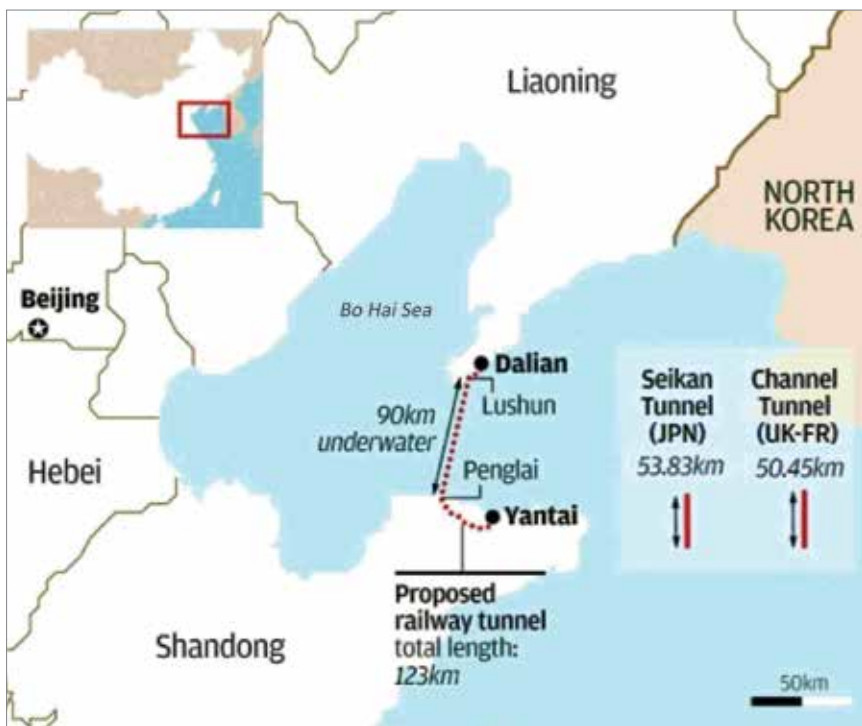 Liaoning
NORTH
KOREA
Beijing
Bo Hai Sea
Dalian
Lushun
90km
underwater
Seikan
Tunnel
(JPN)
53.83km
Channel
Tunnel
(UK-FR)
50.45km
Hebei
Penglai
Yantai
Proposed
railway tunnel
total length:
123km
Shandong
50km